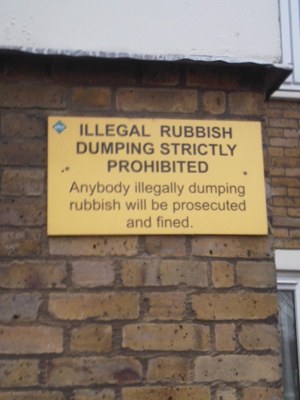 ILLEGAL RUBBISH
DUMPING STRICTLY
PROHIBITED
Anybody illegally dumping
rubbish will be prosecuted
and fined.